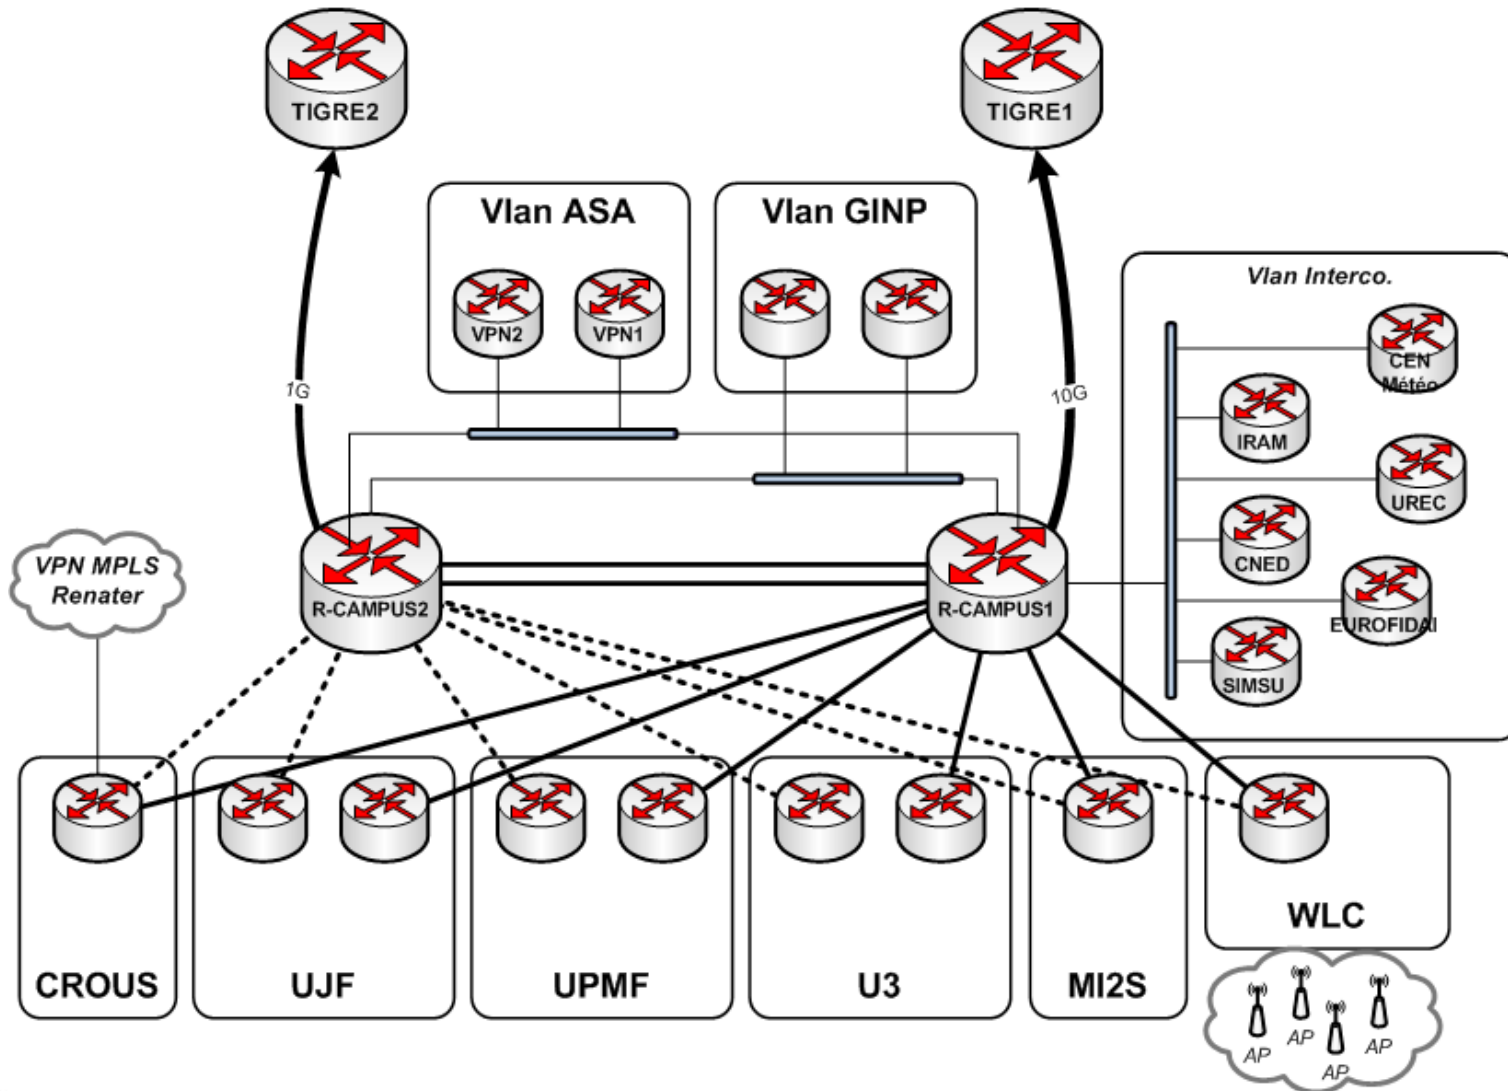 TIGRE2
TIGRE1
Vlan ASA
Vlan GINP
VPN2
VPN1
Vlan Interco.
CEN
Météo
IRAM
UREC
CNED
EUROFIDAI
SIMSU
1G
10G
VPN MPLS
Renater
R-CAMPUS2
R-CAMPUS1
CROUS
UJF
UPMF
U3
MI2S
WLC
AP
AP
AP
AP